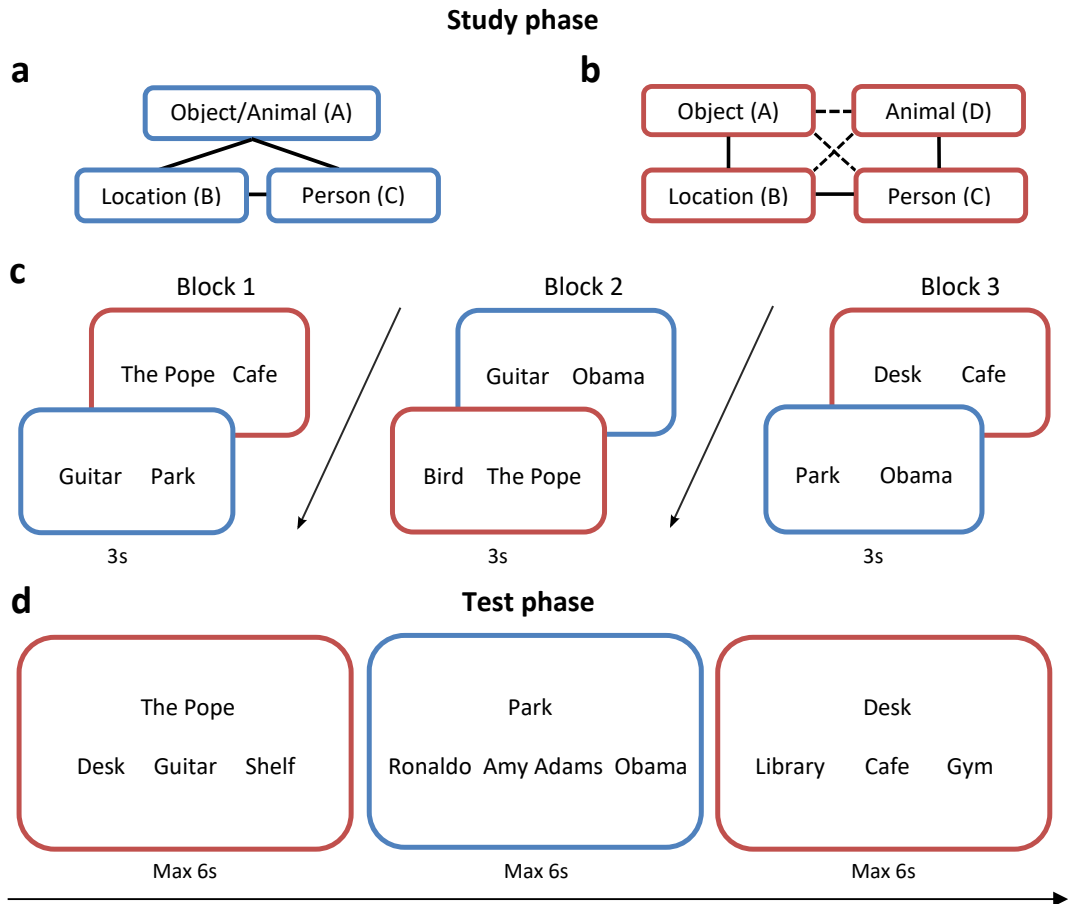 Study phase
a
Object/Animal (A)
Location (B) Person (C)
b
Object (A) Animal (D)
Location (B) Person (C)
c
Block 1
The Pope Cafe
Guitar Park
3s
Block 2
Guitar Obama
Bird The Pope
3s
Block 3
Desk Cafe
Park Obama
3s
d
Test phase
The Pope
Desk Guitar Shelf
Max 6s
Park
Ronaldo Amy Adams Obama
Max 6s
Desk
Library Cafe Gym
Max 6s